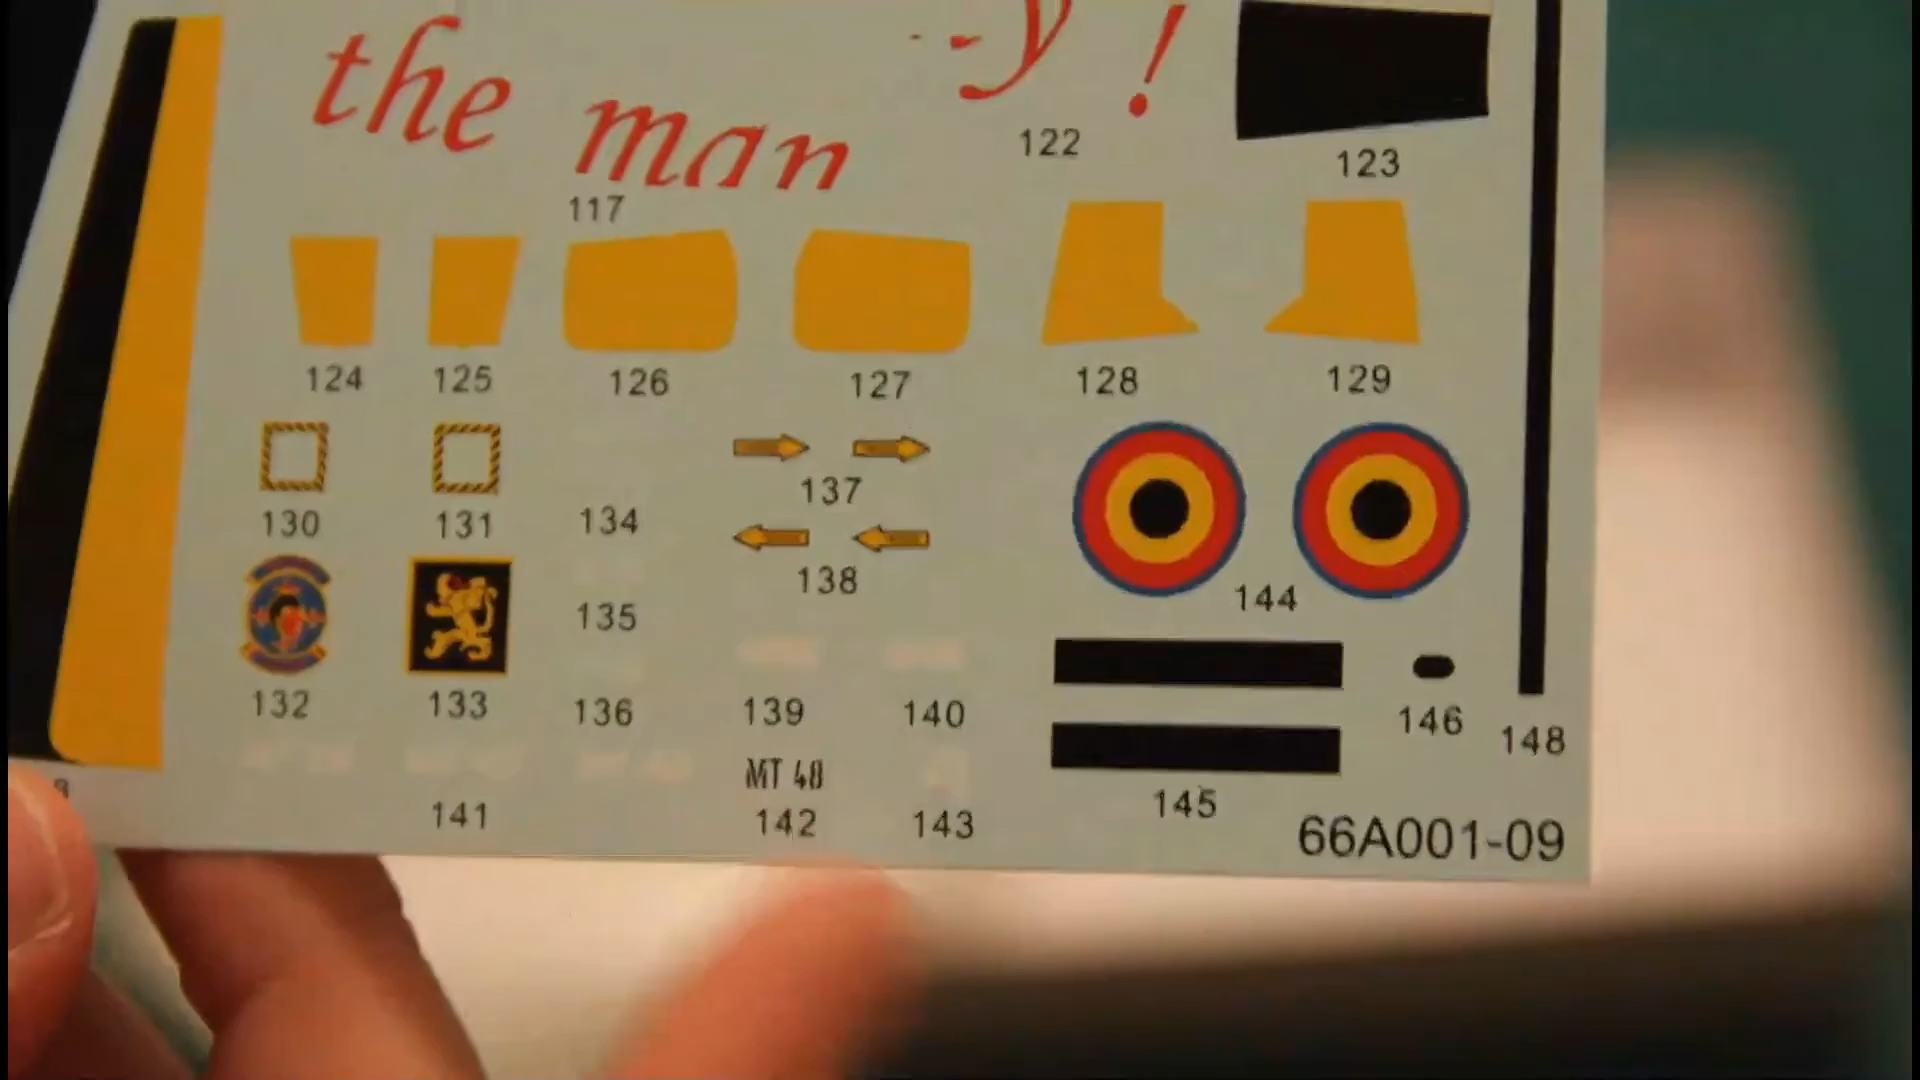 the man
y!
117
122
123
124 125 126 127 128 129
130 131 134 137
138
132 133 135 144
136 139 140 146 148
MT 48
141 142 143 145
66A001-09